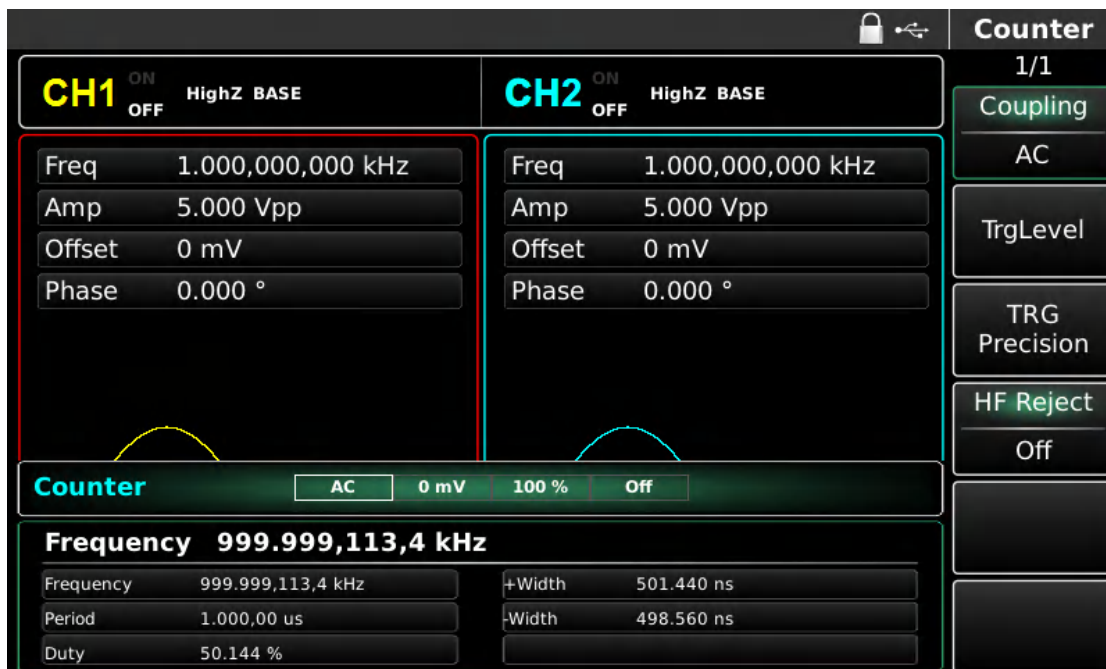 Counter
1/1
CH1 ON OFF HighZ BASE
CH2 ON OFF HighZ BASE
Freq 1.000,000,000 kHz
Amp 5.000 Vpp
Offset 0 mV
Phase 0.000 °
Freq 1.000,000,000 kHz
Amp 5.000 Vpp
Offset 0 mV
Phase 0.000 °
Coupling
AC
TrgLevel
TRG
Precision
HF Reject
Off
Counter AC 0 mV 100 % Off
Frequency 999.999,113,4 kHz
Frequency 999.999,113,4 kHz
Period 1.000,00 us
Duty 50.144 %
+Width 501.440 ns
-Width 498.560 ns